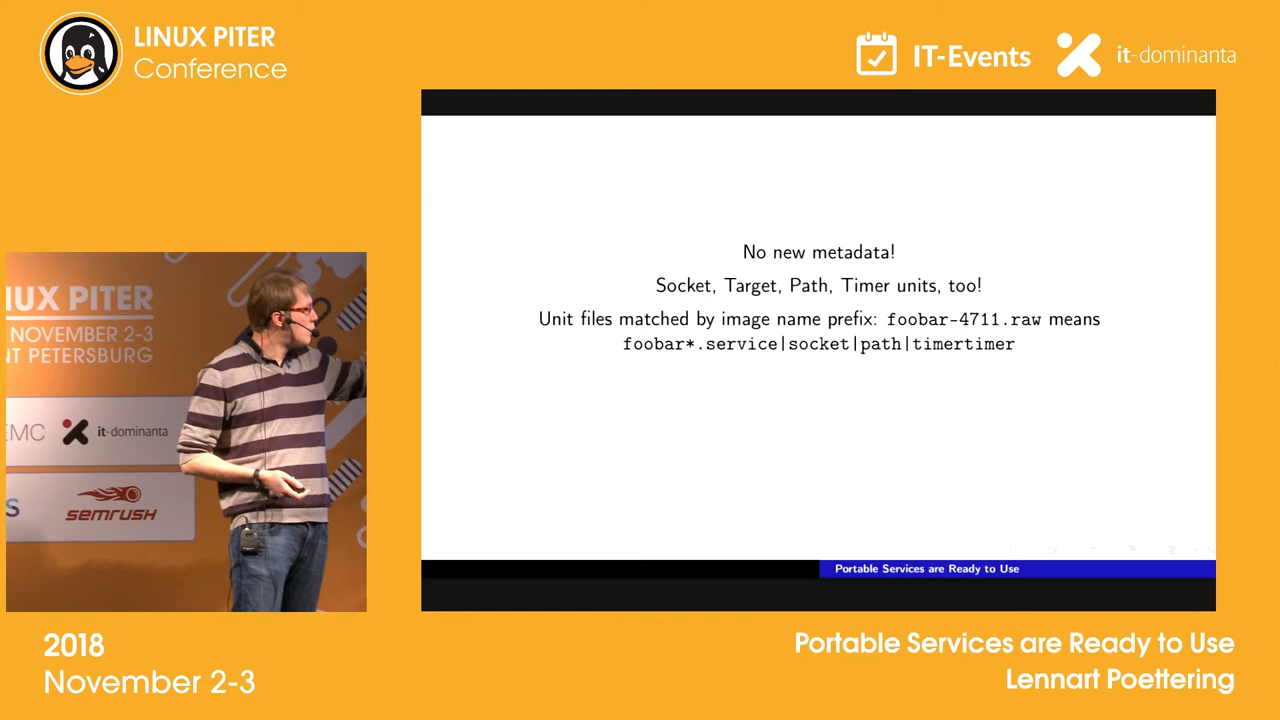 LINUX PITER
Conference
IT-Events
it-dominanta
No new metadata!
Socket, Target, Path, Timer units, too!
Unit files matched by image name prefix: foobar-4711.raw means
foobar*.service|socket|path|timertimer
Portable Services are Ready to Use
NUX PITER
NOVEMBER 2-3
NT PETERSBURG
EMC
it-dominanta
S
semrush
2018
November 2-3
Portable Services are Ready to Use
Lennart Poettering